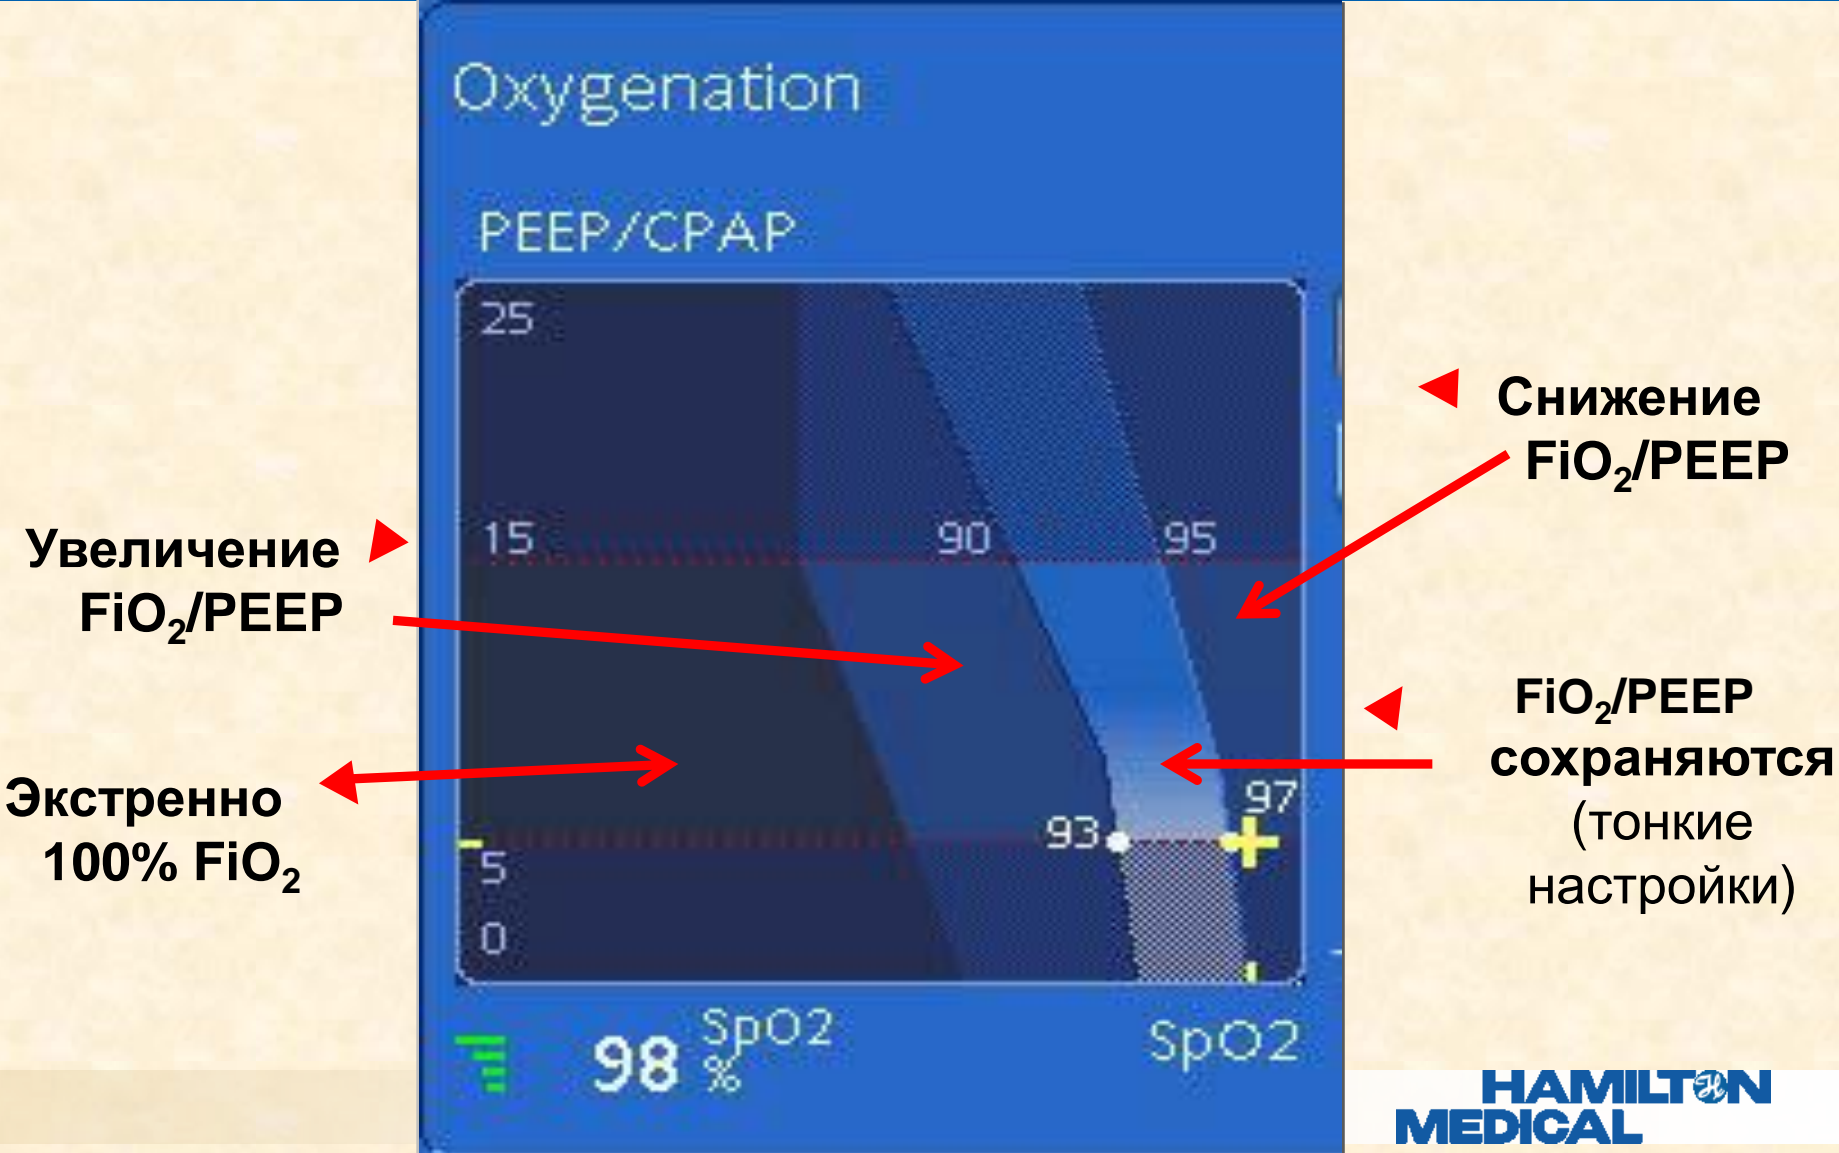 Oxygenation
PEEP/CPAP
25
15
90
95
97
93
5
0
98
SpO2
%
SpO2
Увеличение
FiO₂/PEEP
Экстренно
100% FiO₂
Снижение
FiO₂/PEEP
FiO₂/PEEP
сохраняются
(тонкие
настройки)
HAMILTON
MEDICAL